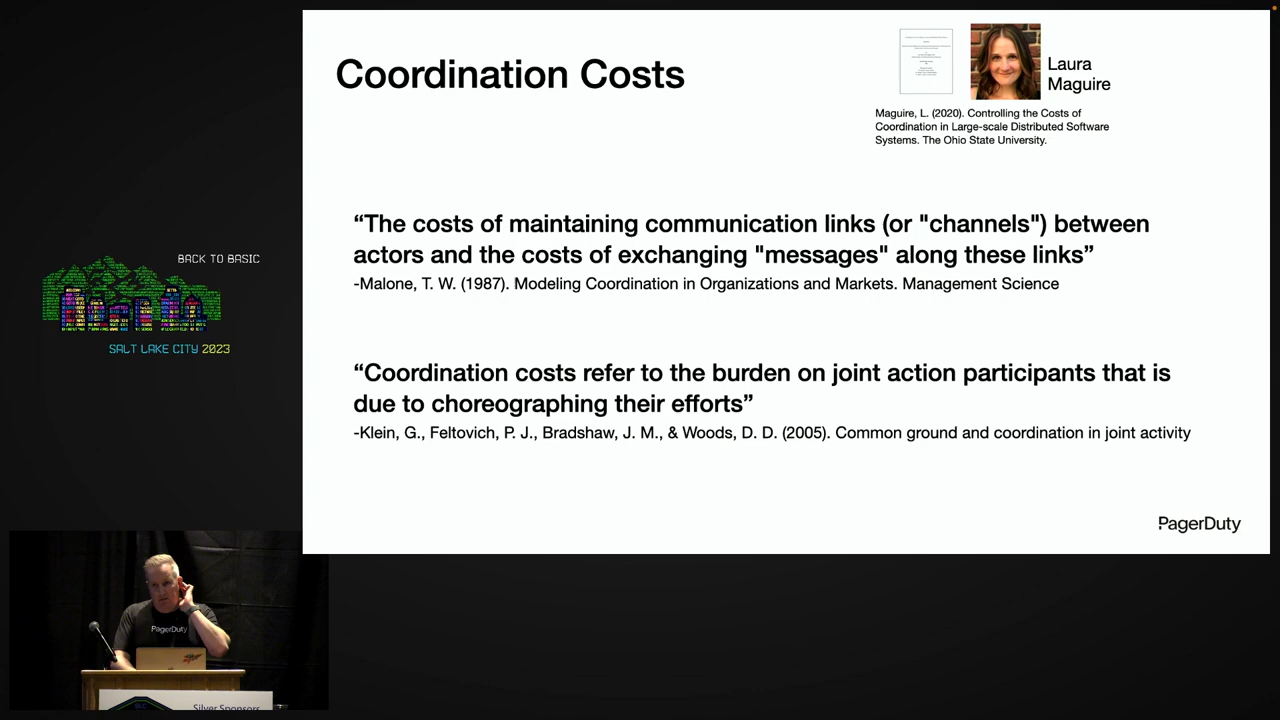 Coordination Costs
Laura
Maguire
Maguire, L. (2020). Controlling the Costs of
Coordination in Large-scale Distributed Software
Systems. The Ohio State University.
“The costs of maintaining communication links (or "channels") between
actors and the costs of exchanging "messages" along these links”
-Malone, T. W. (1987). Modeling Coordination in Organizations and Markets. Management Science
“Coordination costs refer to the burden on joint action participants that is
due to choreographing their efforts”
-Klein, G., Feltovich, P. J., Bradshaw, J. M., & Woods, D. D. (2005). Common ground and coordination in joint activity
PagerDuty
BACK TO BASIC
SALT LAKE CITY 2023
PagerDuty
Silver Sponsors